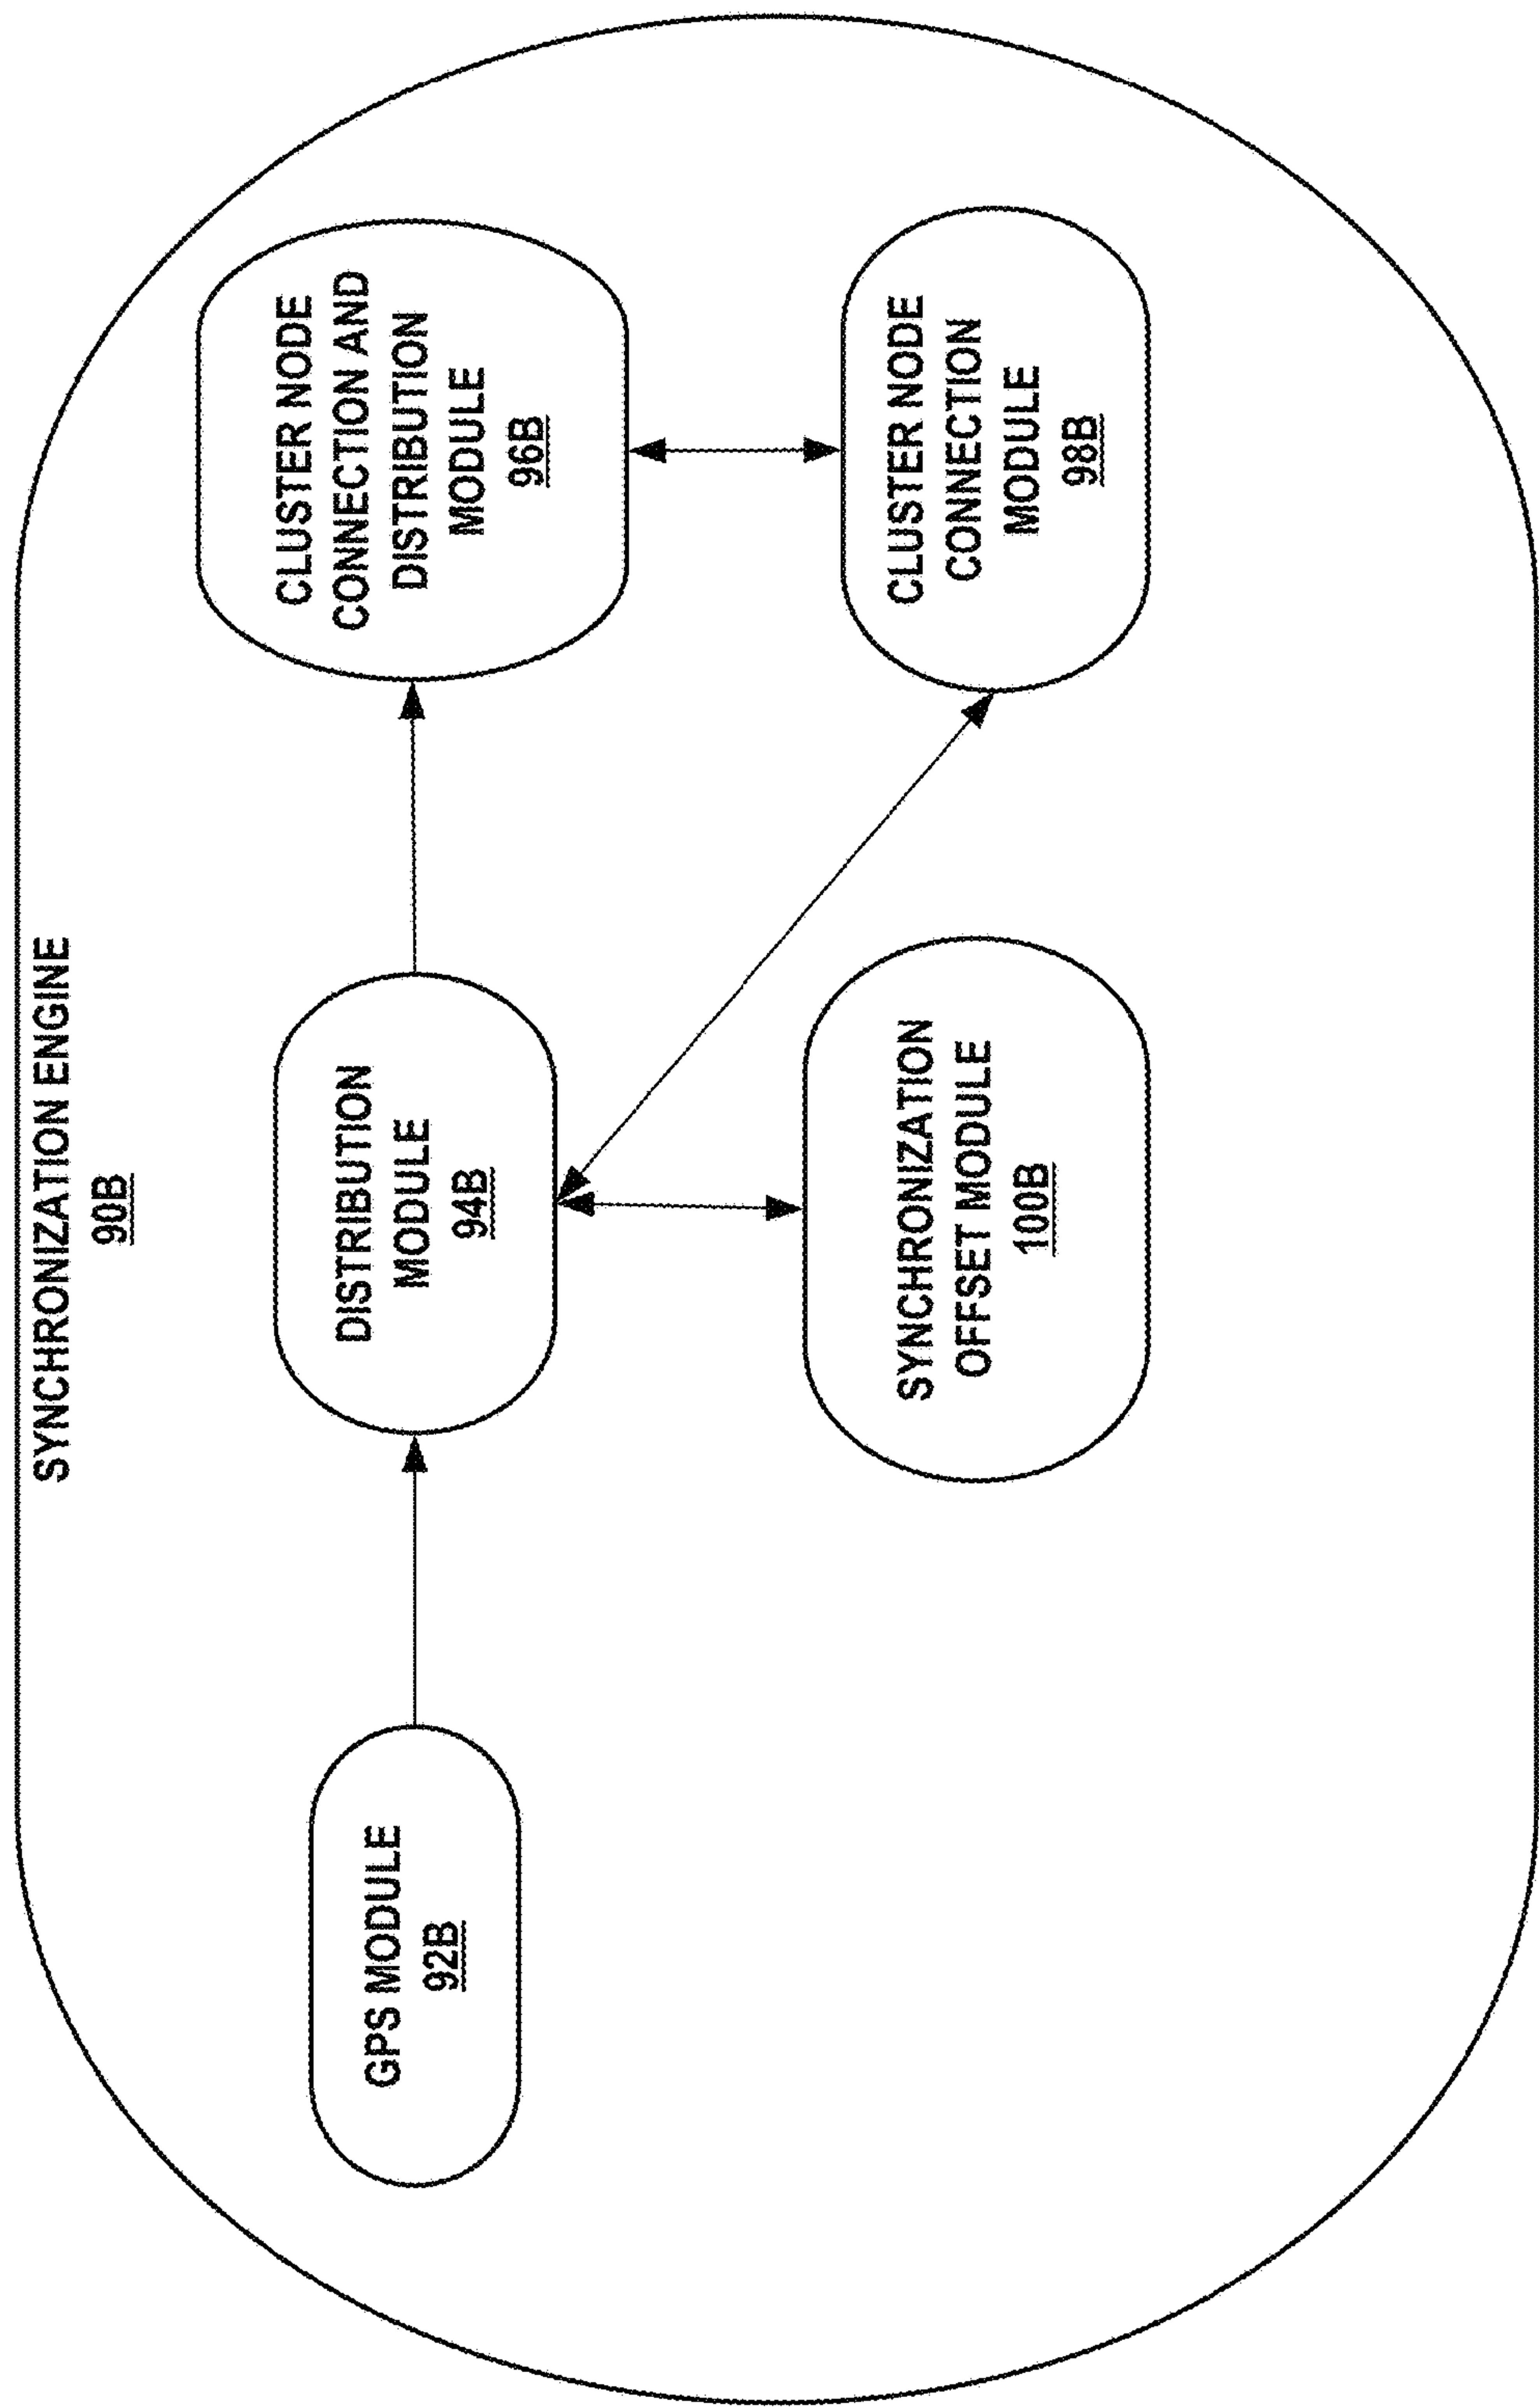 SYNCHRONIZATION ENGINE
90B
GPS MODULE
92B
DISTRIBUTION
MODULE
94B
CLUSTER NODE
CONNECTION AND
DISTRIBUTION
MODULE
96B
SYNCHRONIZATION
OFFSET MODULE
100B
CLUSTER NODE
CONNECTION
MODULE
98B